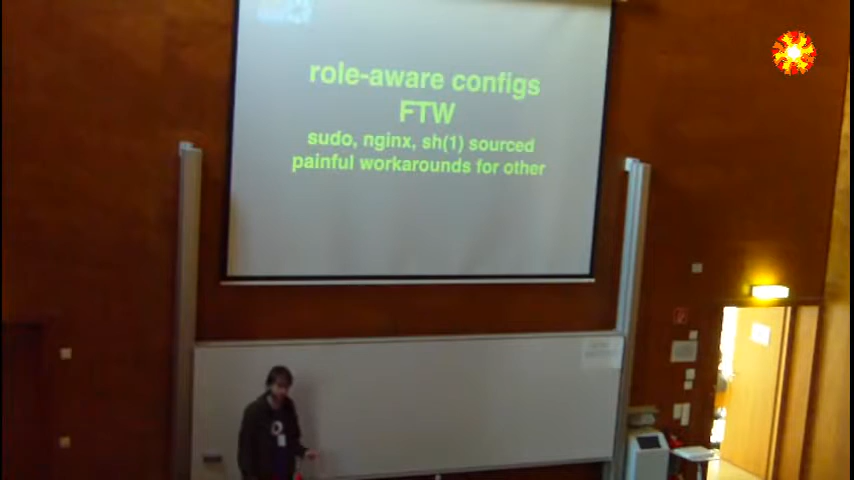 role-aware configs
FTW
sudo, nginx, sh(1) sourced
painful workarounds for other